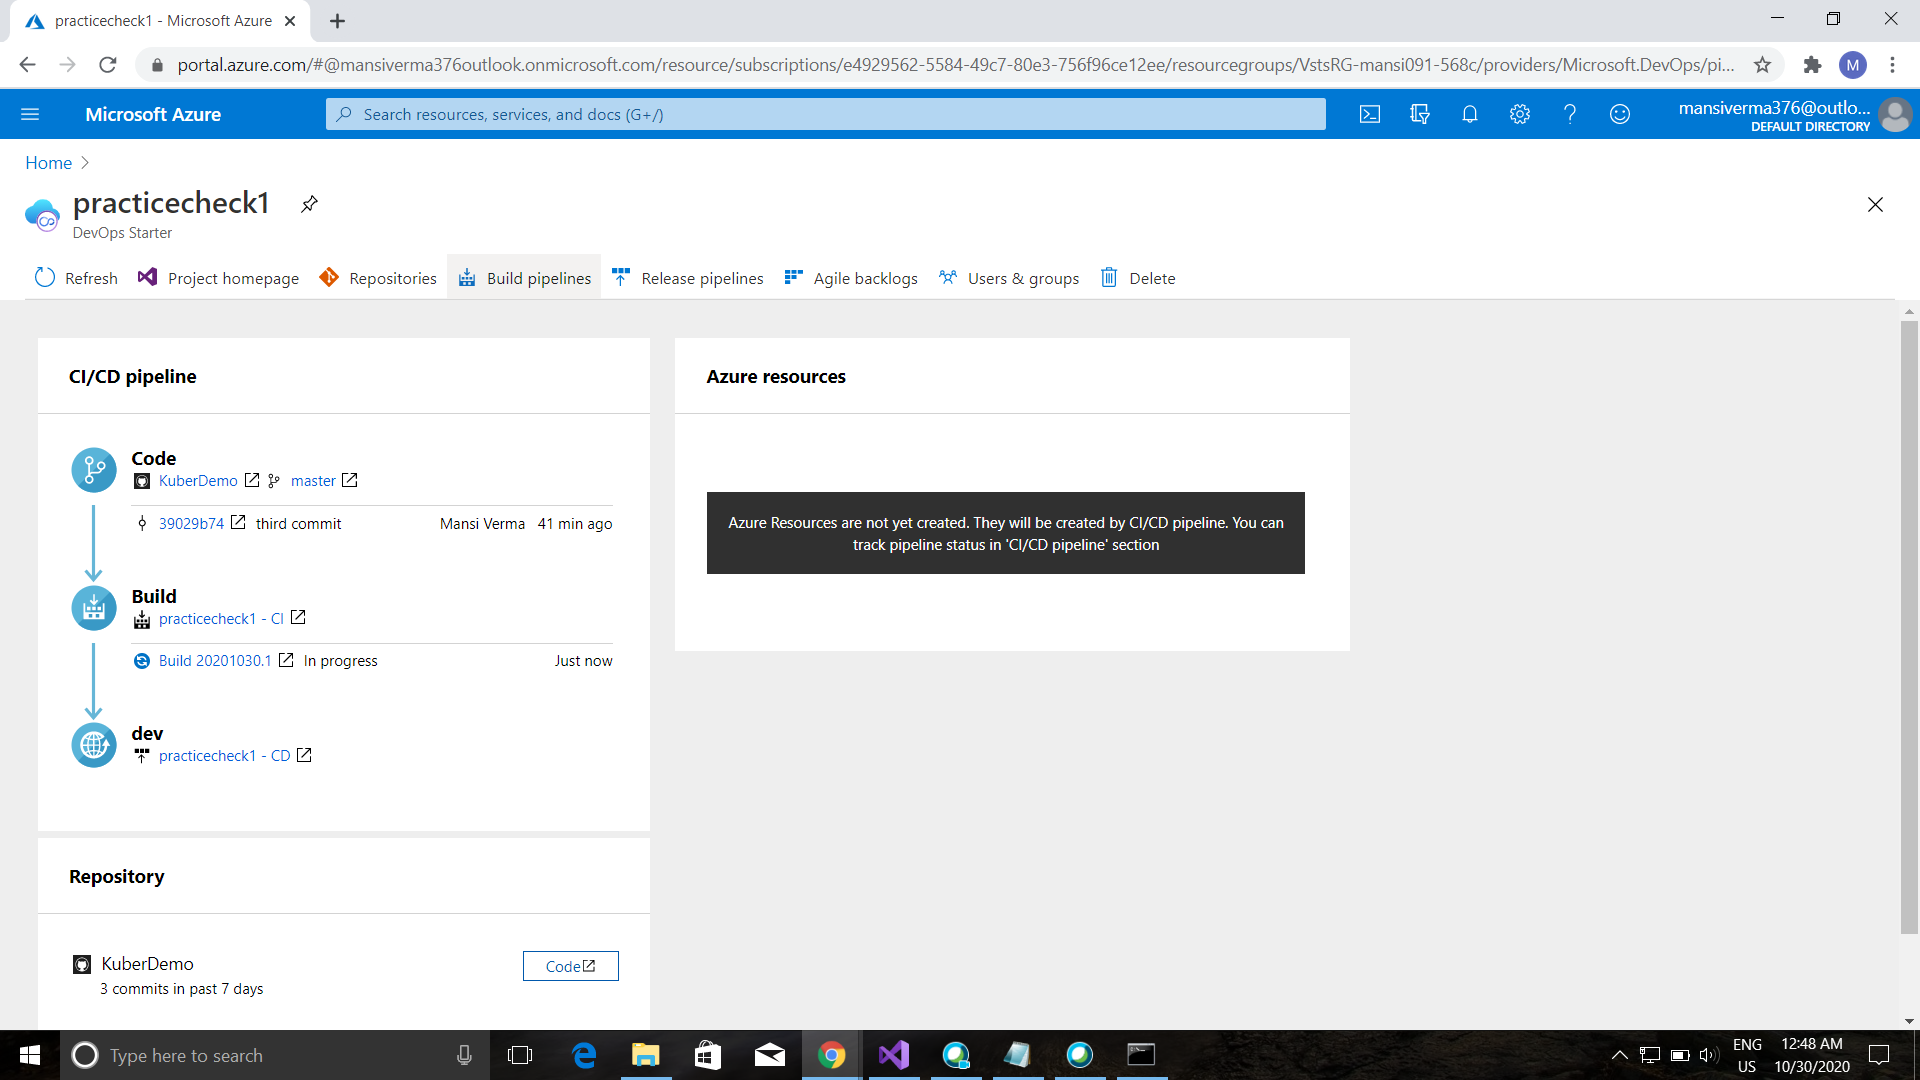 practicecheck1 - Microsoft Azure
portal.azure.com/#@mansiverma376outlook.onmicrosoft.com/resource/subscriptions/e4929562-5584-49c7-80e3-756f96ce12ee/resourcegroups/VstsRG-mansi091-568c/providers/Microsoft.DevOps/pi...
M
Microsoft Azure
Search resources, services, and docs (G+/)
mansiverma376@outlo...
DEFAULT DIRECTORY
Home
practicecheck1
DevOps Starter
Refresh Project homepage Repositories Build pipelines Release pipelines Agile backlogs Users & groups Delete
CI/CD pipeline
Code
KuberDemo master
39029b74 third commit Mansi Verma 41 min ago
Build
practicecheck1 - CI
Build 20201030.1 In progress Just now
dev
practicecheck1 - CD
Azure resources
Azure Resources are not yet created. They will be created by CI/CD pipeline. You can
track pipeline status in 'CI/CD pipeline' section
Repository
KuberDemo
3 commits in past 7 days
Code
Type here to search
ENG
US
12:48 AM
10/30/2020